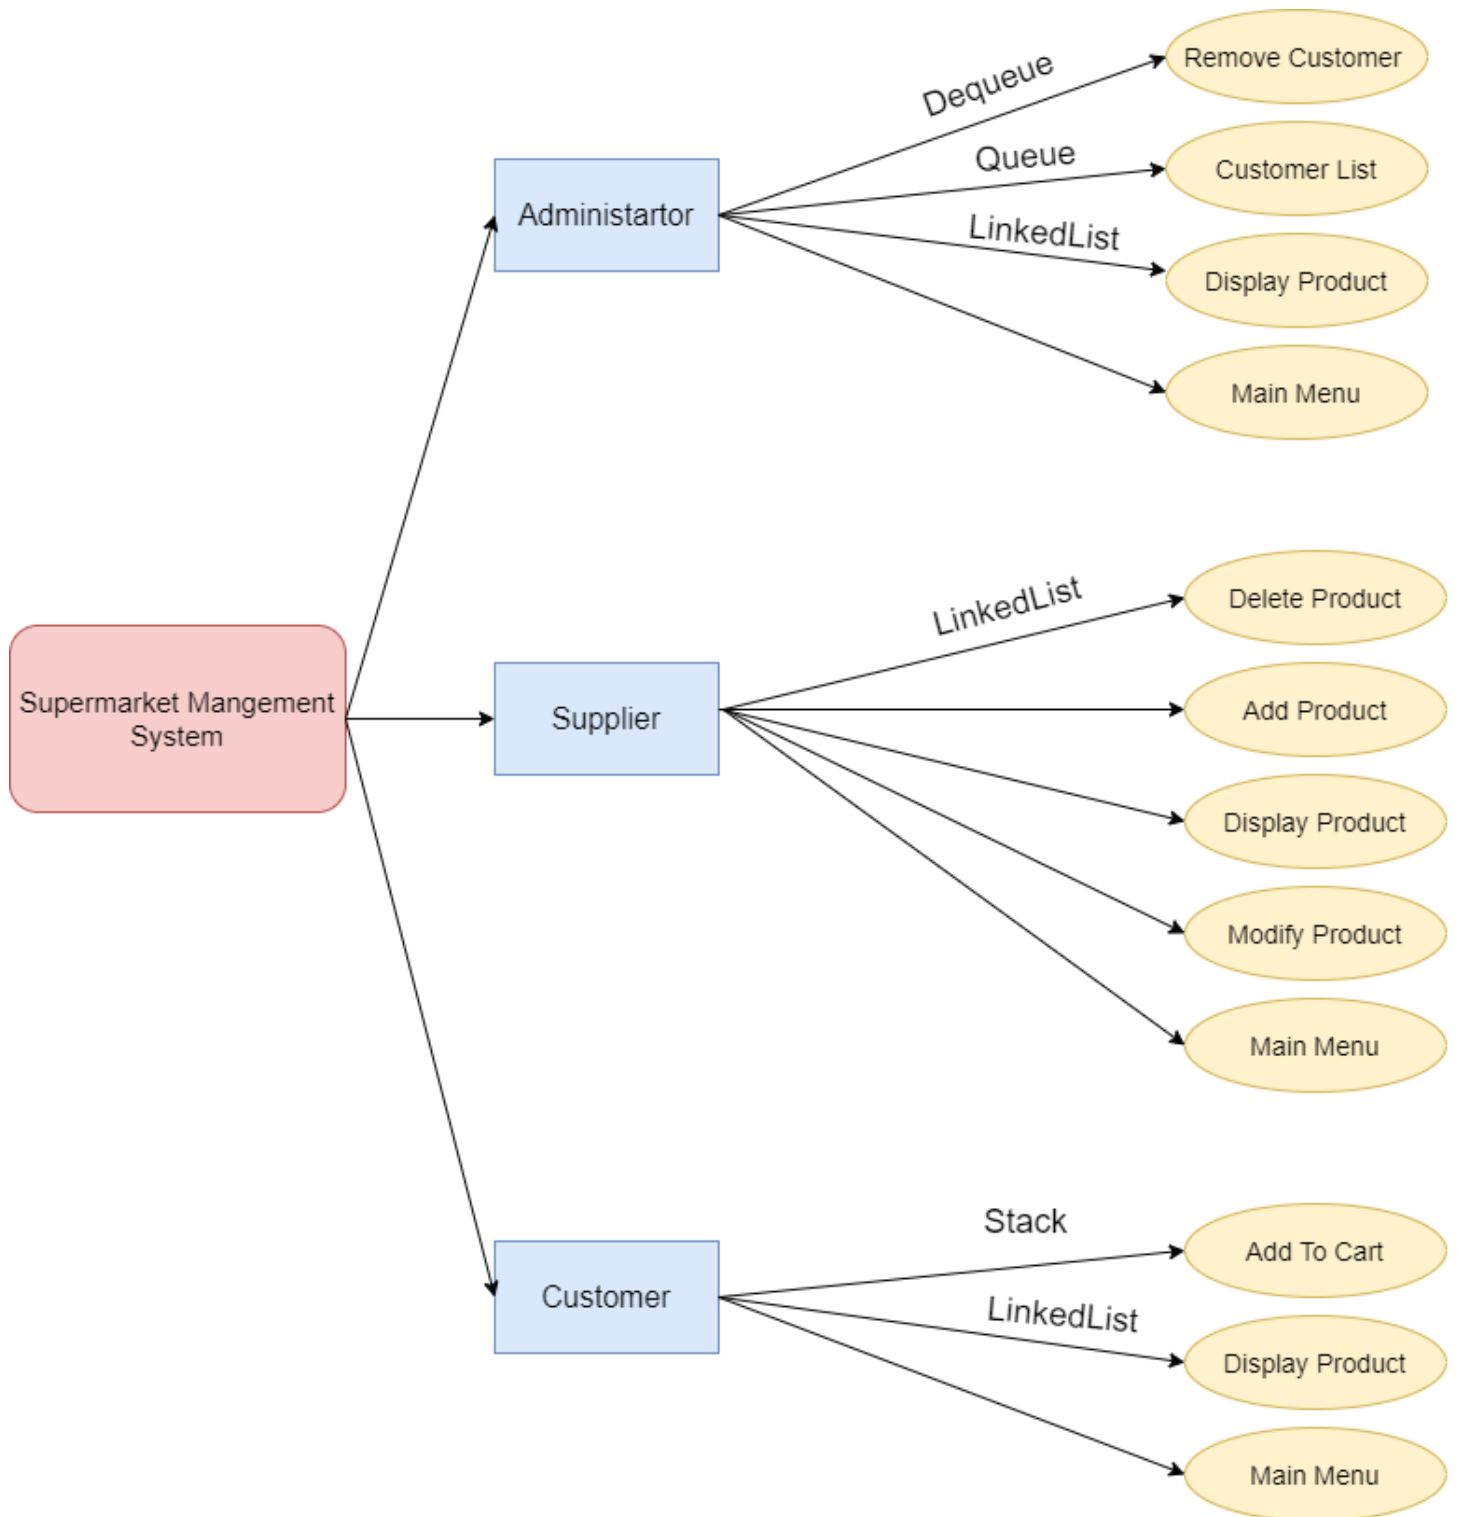 Supermarket Mangement
System
Administartor
Dequeue
Remove Customer
Queue
Customer List
LinkedList
Display Product
Main Menu
Supplier
LinkedList
Delete Product
Add Product
Display Product
Modify Product
Main Menu
Customer
Stack
Add To Cart
LinkedList
Display Product
Main Menu